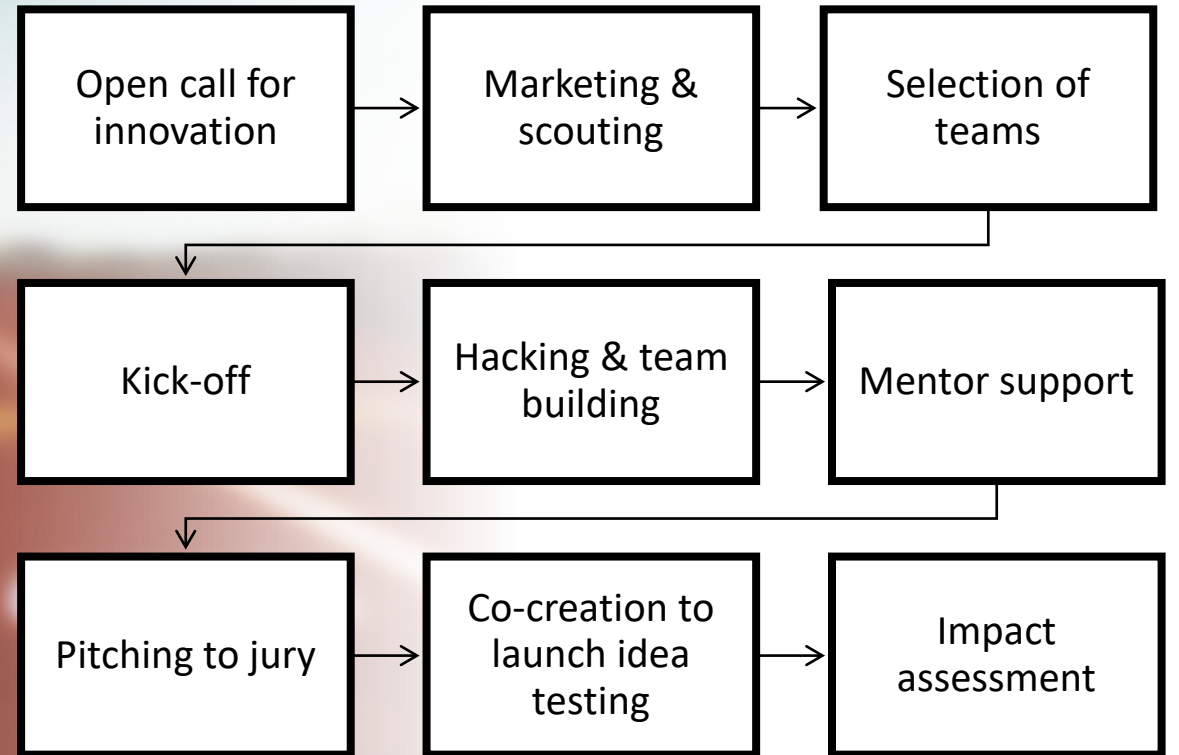 Open call for
innovation
Marketing &
scouting
Selection of
teams
Kick-off
Hacking & team
building
Mentor support
Pitching to jury
Co-creation to
launch idea
testing
Impact
assessment